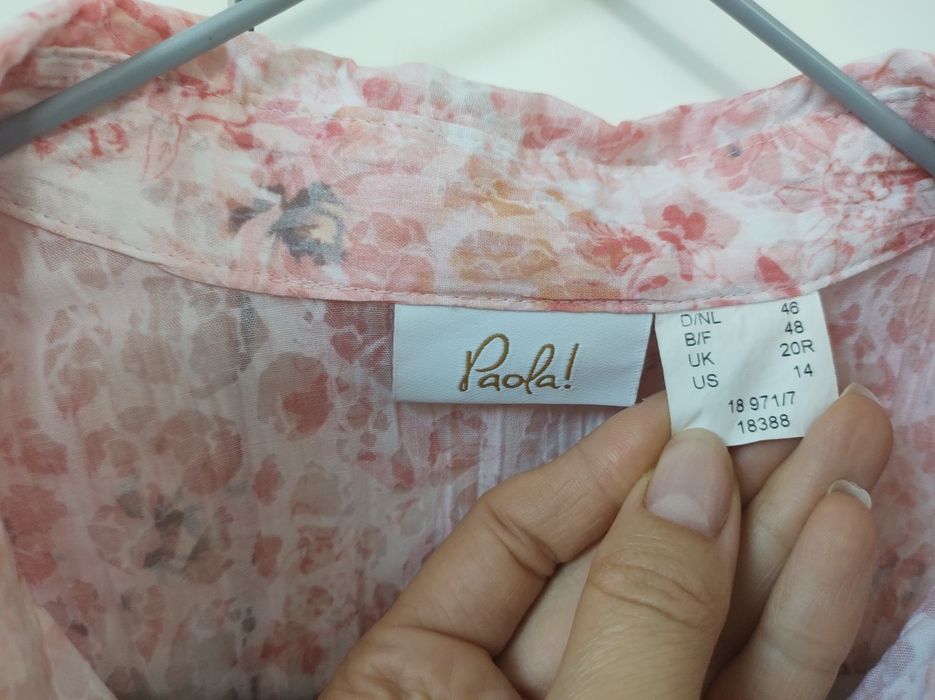 Paola!
D/NL 46
B/F 48
UK 20R
US 14
18 971/7
18388